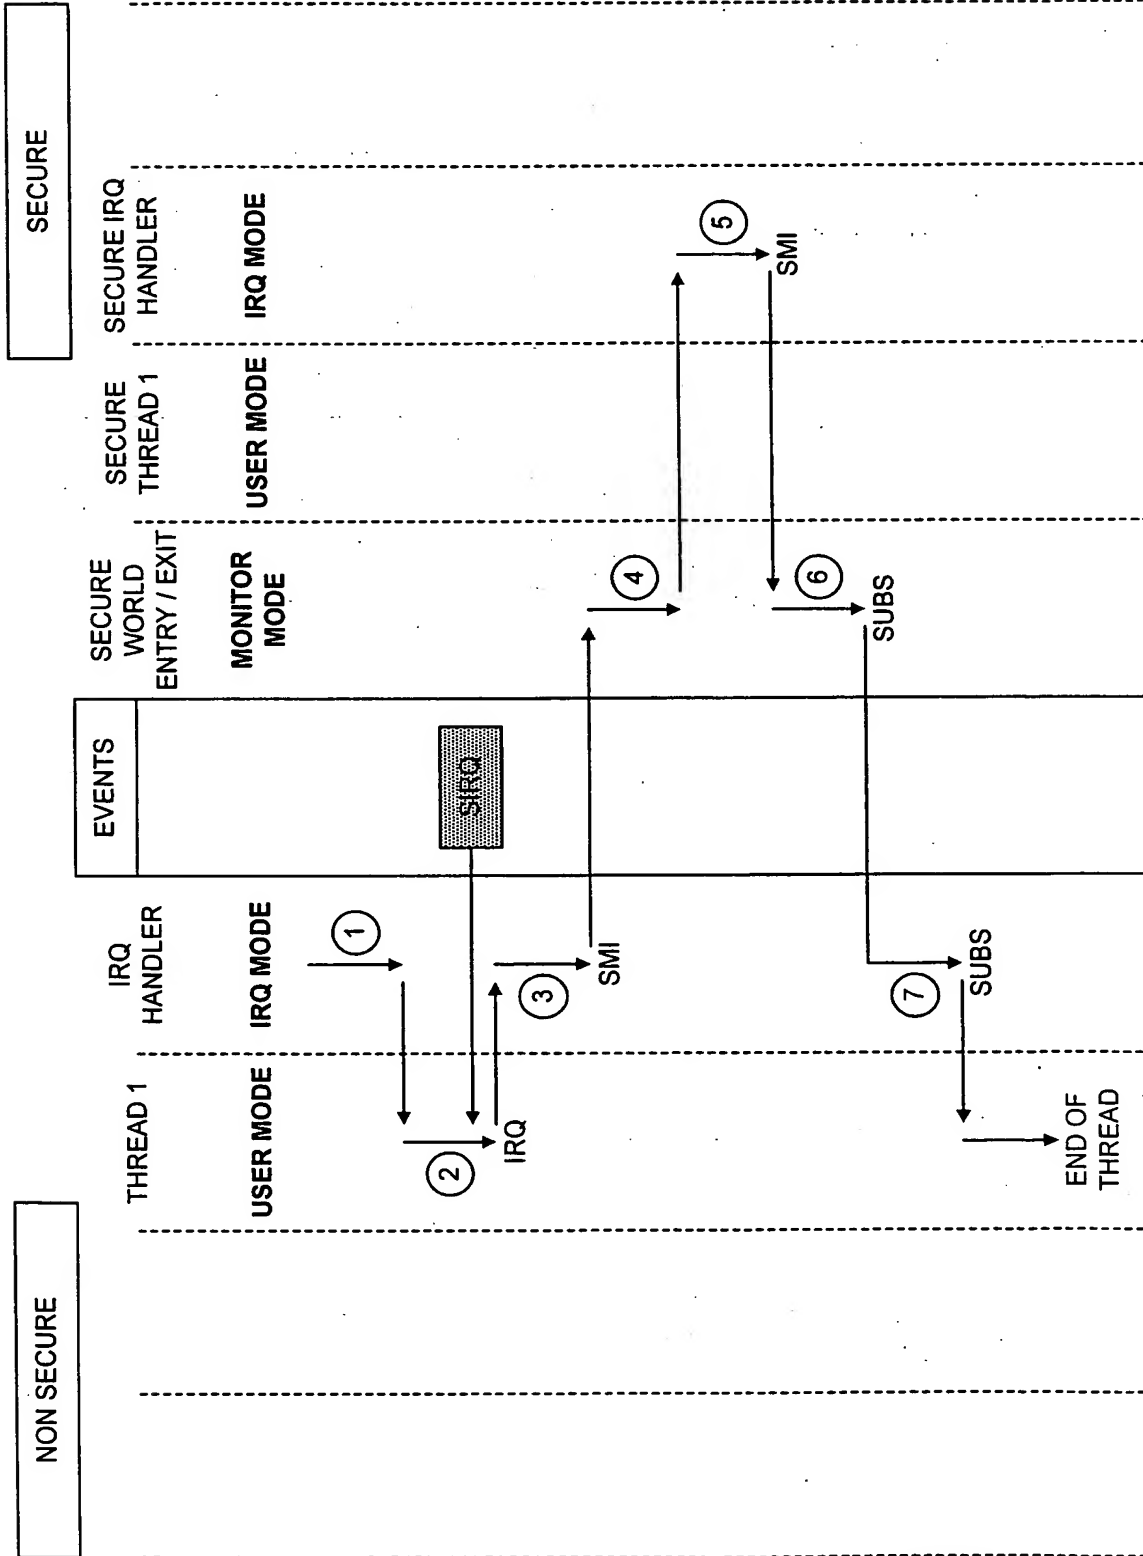 NON SECURE
SECURE
EVENTS
THREAD 1
IRQ
HANDLER
SECURE
WORLD
ENTRY / EXIT
SECURE
THREAD 1
SECURE IRQ
HANDLER
USER MODE
IRQ MODE
MONITOR
MODE
USER MODE
IRQ MODE
1
2
SIRQ
IRQ
3
SMI
4
5
SMI
6
SUBS
7
SUBS
END OF
THREAD